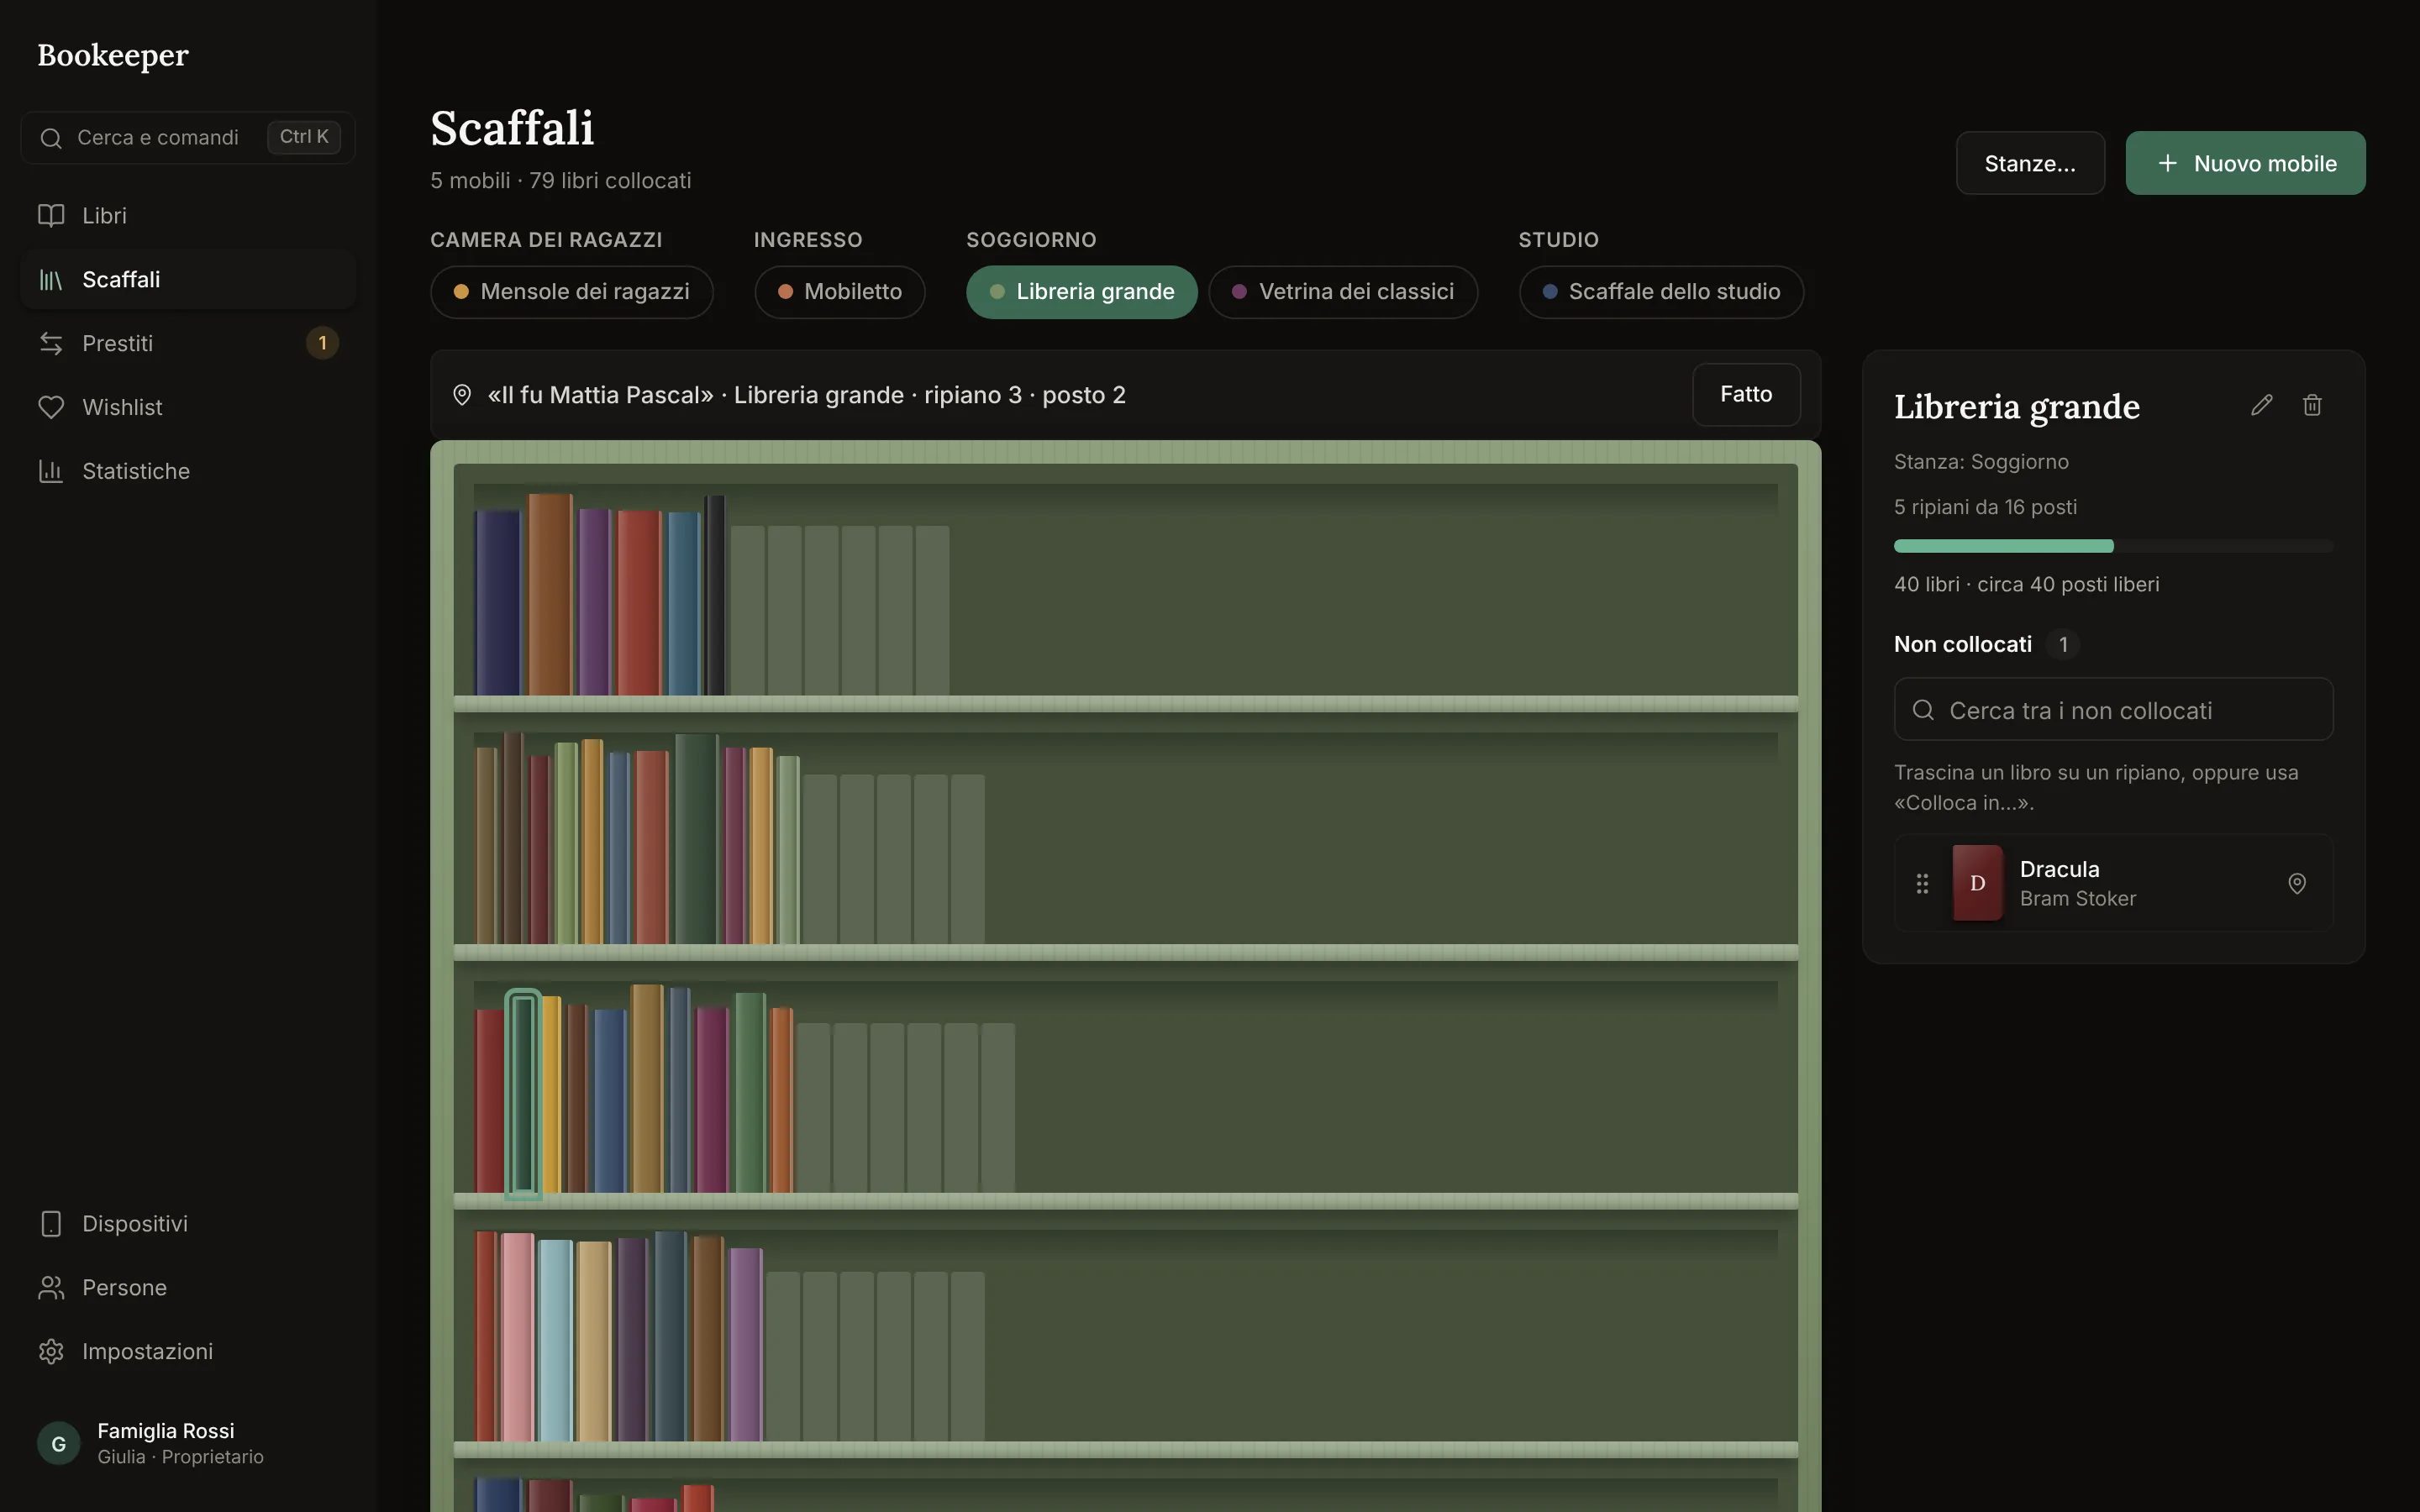 Bookeeper
Cerca e comandi
Ctrl K
Libri
Scaffali
Prestiti
1
Wishlist
Statistiche
Dispositivi
Persone
Impostazioni
G
Famiglia Rossi
Giulia · Proprietario
Scaffali
5 mobili · 79 libri collocati
Stanze...
Nuovo mobile
CAMERA DEI RAGAZZI
Mensole dei ragazzi
INGRESSO
Mobiletto
SOGGIORNO
Libreria grande
Vetrina dei classici
STUDIO
Scaffale dello studio
«Il fu Mattia Pascal» · Libreria grande · ripiano 3 · posto 2
Fatto
Libreria grande
Stanza: Soggiorno
5 ripiani da 16 posti
40 libri · circa 40 posti liberi
Non collocati 1
Cerca tra i non collocati
Trascina un libro su un ripiano, oppure usa
«Colloca in...».
D
Dracula
Bram Stoker